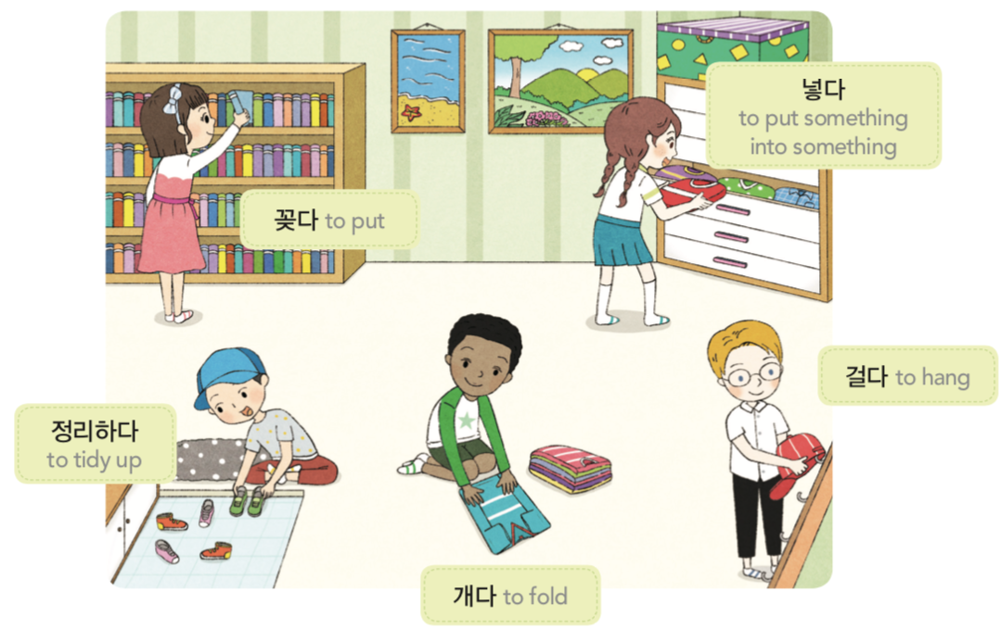 넣다
to put something
into something
꽂다 to put
걸다 to hang
정리하다
to tidy up
개다 to fold